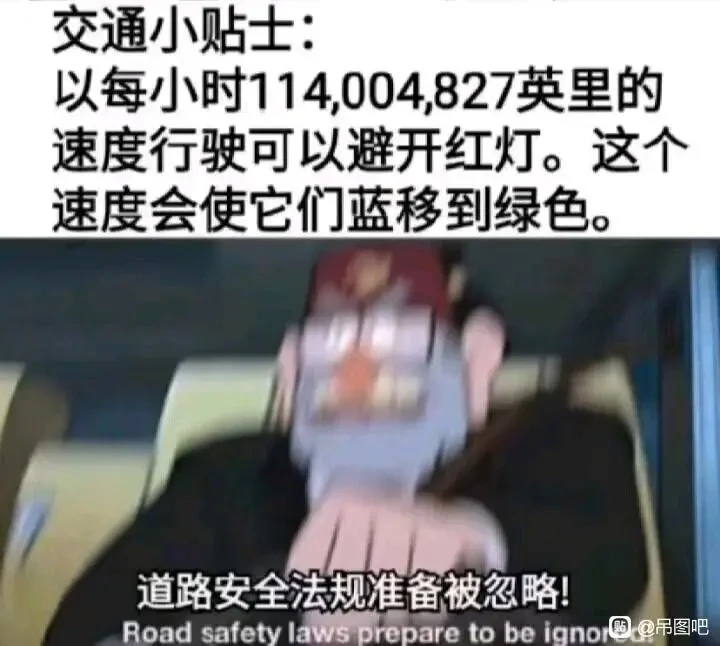 交通小贴士：
以每小时114,004,827英里的
速度行驶可以避开红灯。这个
速度会使它们蓝移到绿色。
道路安全法规准备被忽略!
Road safety laws prepare to be ignored!
贴 @吊图吧